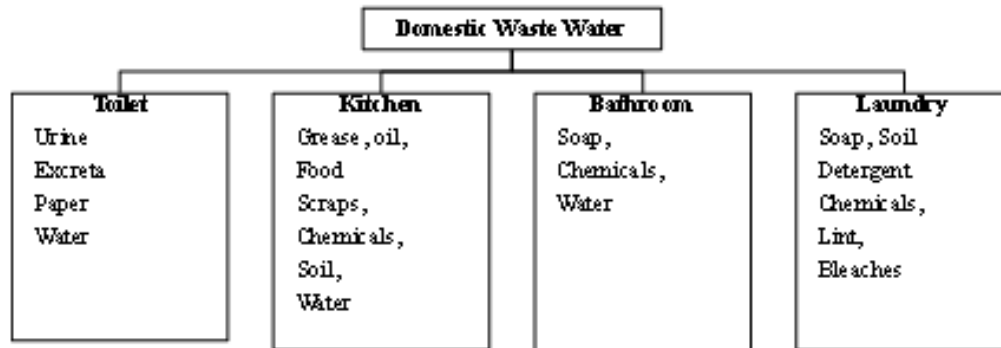 Domestic Waste Water
Toilet
Urine
Excreta
Paper
Water
Kitchen
Grease, oil,
Food
Scraps,
Chemicals,
Soil,
Water
Bathroom
Soap,
Chemicals,
Water
Laundry
Soap, Soil
Detergent
Chemicals,
Lint,
Bleaches